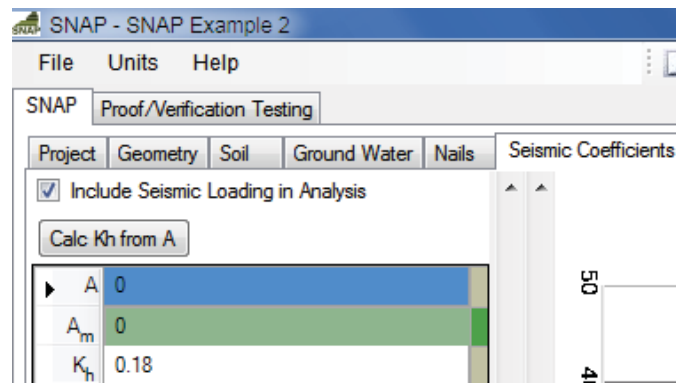 SNAP SNAP - SNAP Example 2
File Units Help
SNAP Proof/Verification Testing
Project Geometry Soil Ground Water Nails Seismic Coefficients
Include Seismic Loading in Analysis
Calc Kh from A
A 0
Am 0
Kh 0.18
50